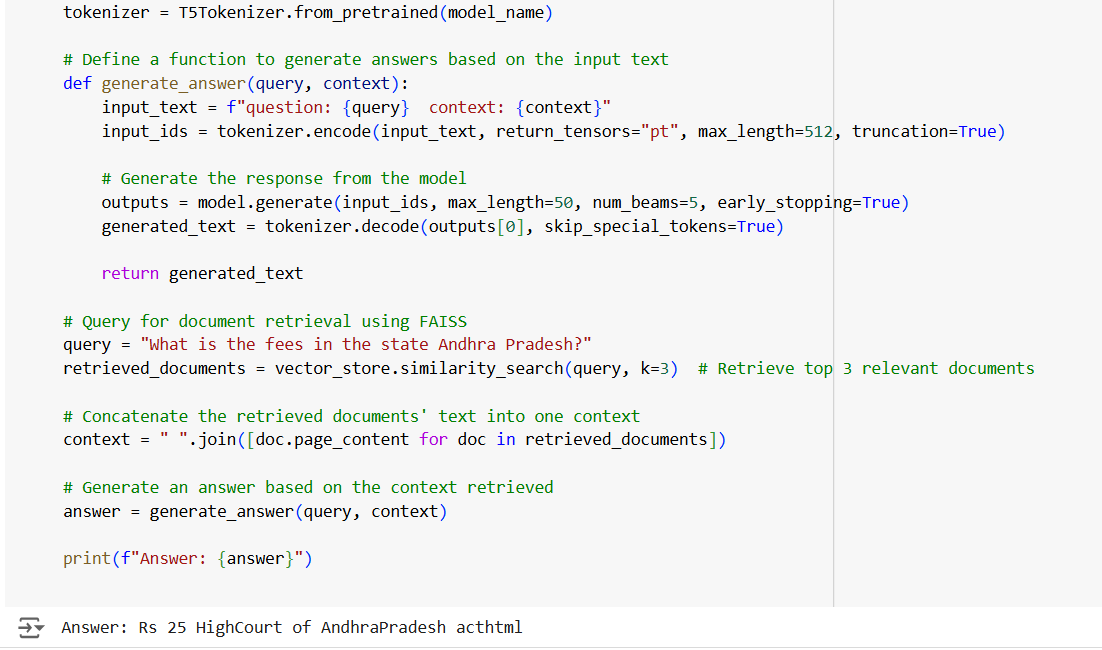 tokenizer = T5Tokenizer.from_pretrained(model_name)
# Define a function to generate answers based on the input text
def generate_answer(query, context):
    input_text = f"question: {query}  context: {context}"
    input_ids = tokenizer.encode(input_text, return_tensors="pt", max_length=512, truncation=True)
    # Generate the response from the model
    outputs = model.generate(input_ids, max_length=50, num_beams=5, early_stopping=True)
    generated_text = tokenizer.decode(outputs[0], skip_special_tokens=True)
    return generated_text
# Query for document retrieval using FAISS
query = "What is the fees in the state Andhra Pradesh?"
retrieved_documents = vector_store.similarity_search(query, k=3)  # Retrieve top 3 relevant documents
# Concatenate the retrieved documents' text into one context
context = " ".join([doc.page_content for doc in retrieved_documents])
# Generate an answer based on the context retrieved
answer = generate_answer(query, context)
print(f"Answer: {answer}")
Answer: Rs 25 HighCourt of AndhraPradesh acthtml